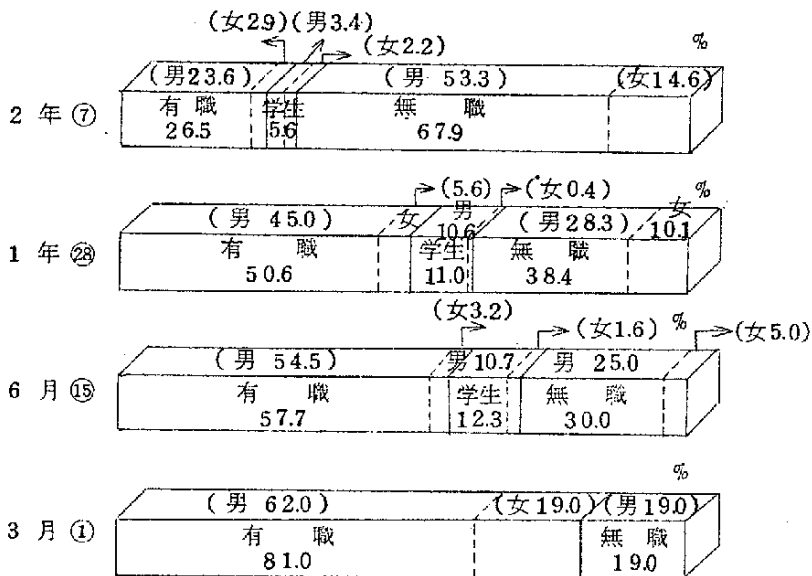 (女2.9)(男3.4)
(女2.2) %
(男23.6) (男 53.3) (女14.6)
2年⑦ 有職 学生 無職
26.5 5.6 67.9
(5.6) (女0.4) %
(男 45.0) 女 男 10.6 (男28.3) 女 10.1
1年㉘ 有職 学生 無職
50.6 11.0 38.4
(女3.2) (女1.6) % (女5.0)
(男 54.5) 男10.7 男 25.0
6月⑮ 有職 学生 無職
57.7 12.3 30.0
%
(男 62.0) (女19.0) (男19.0)
3月① 有職 無職
81.0 19.0